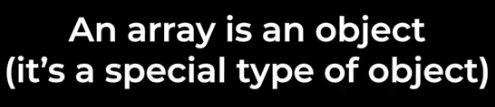 An array is an object
(it's a special type of object)